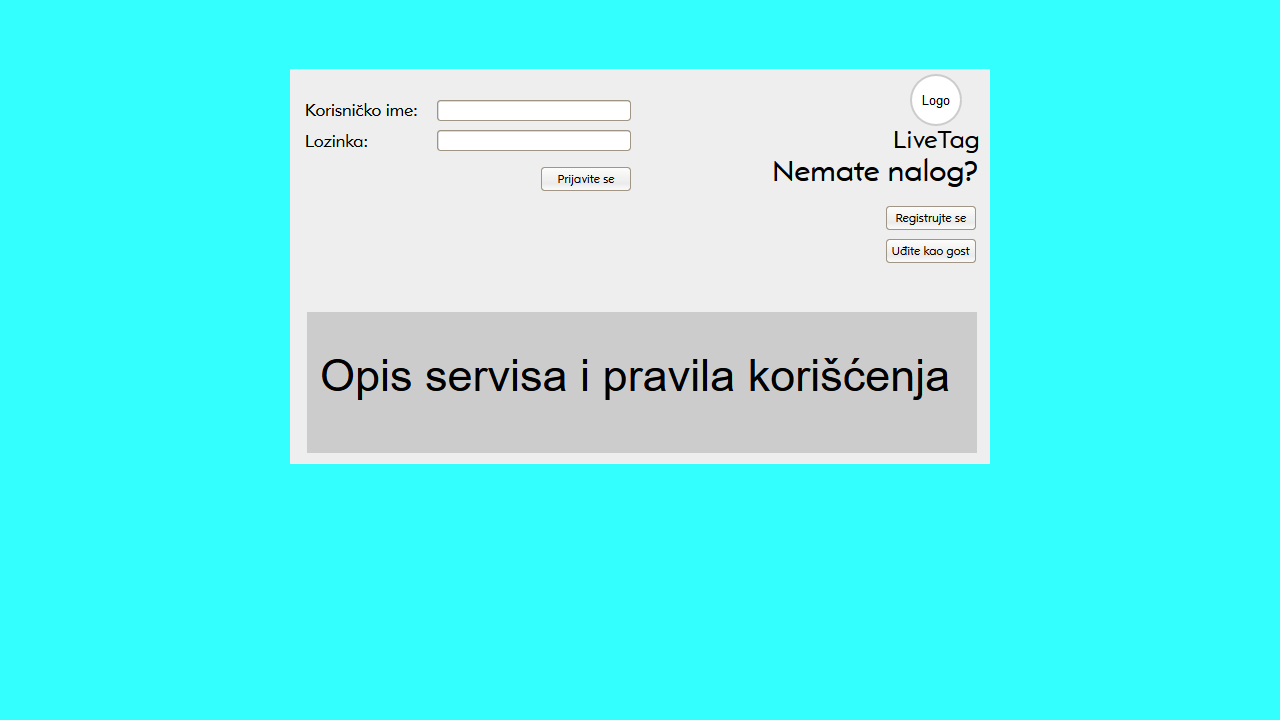 Korisničko ime:
Lozinka:
Prijavite se
Logo
LiveTag
Nemate nalog?
Registrujte se
Uđite kao gost
Opis servisa i pravila korišćenja